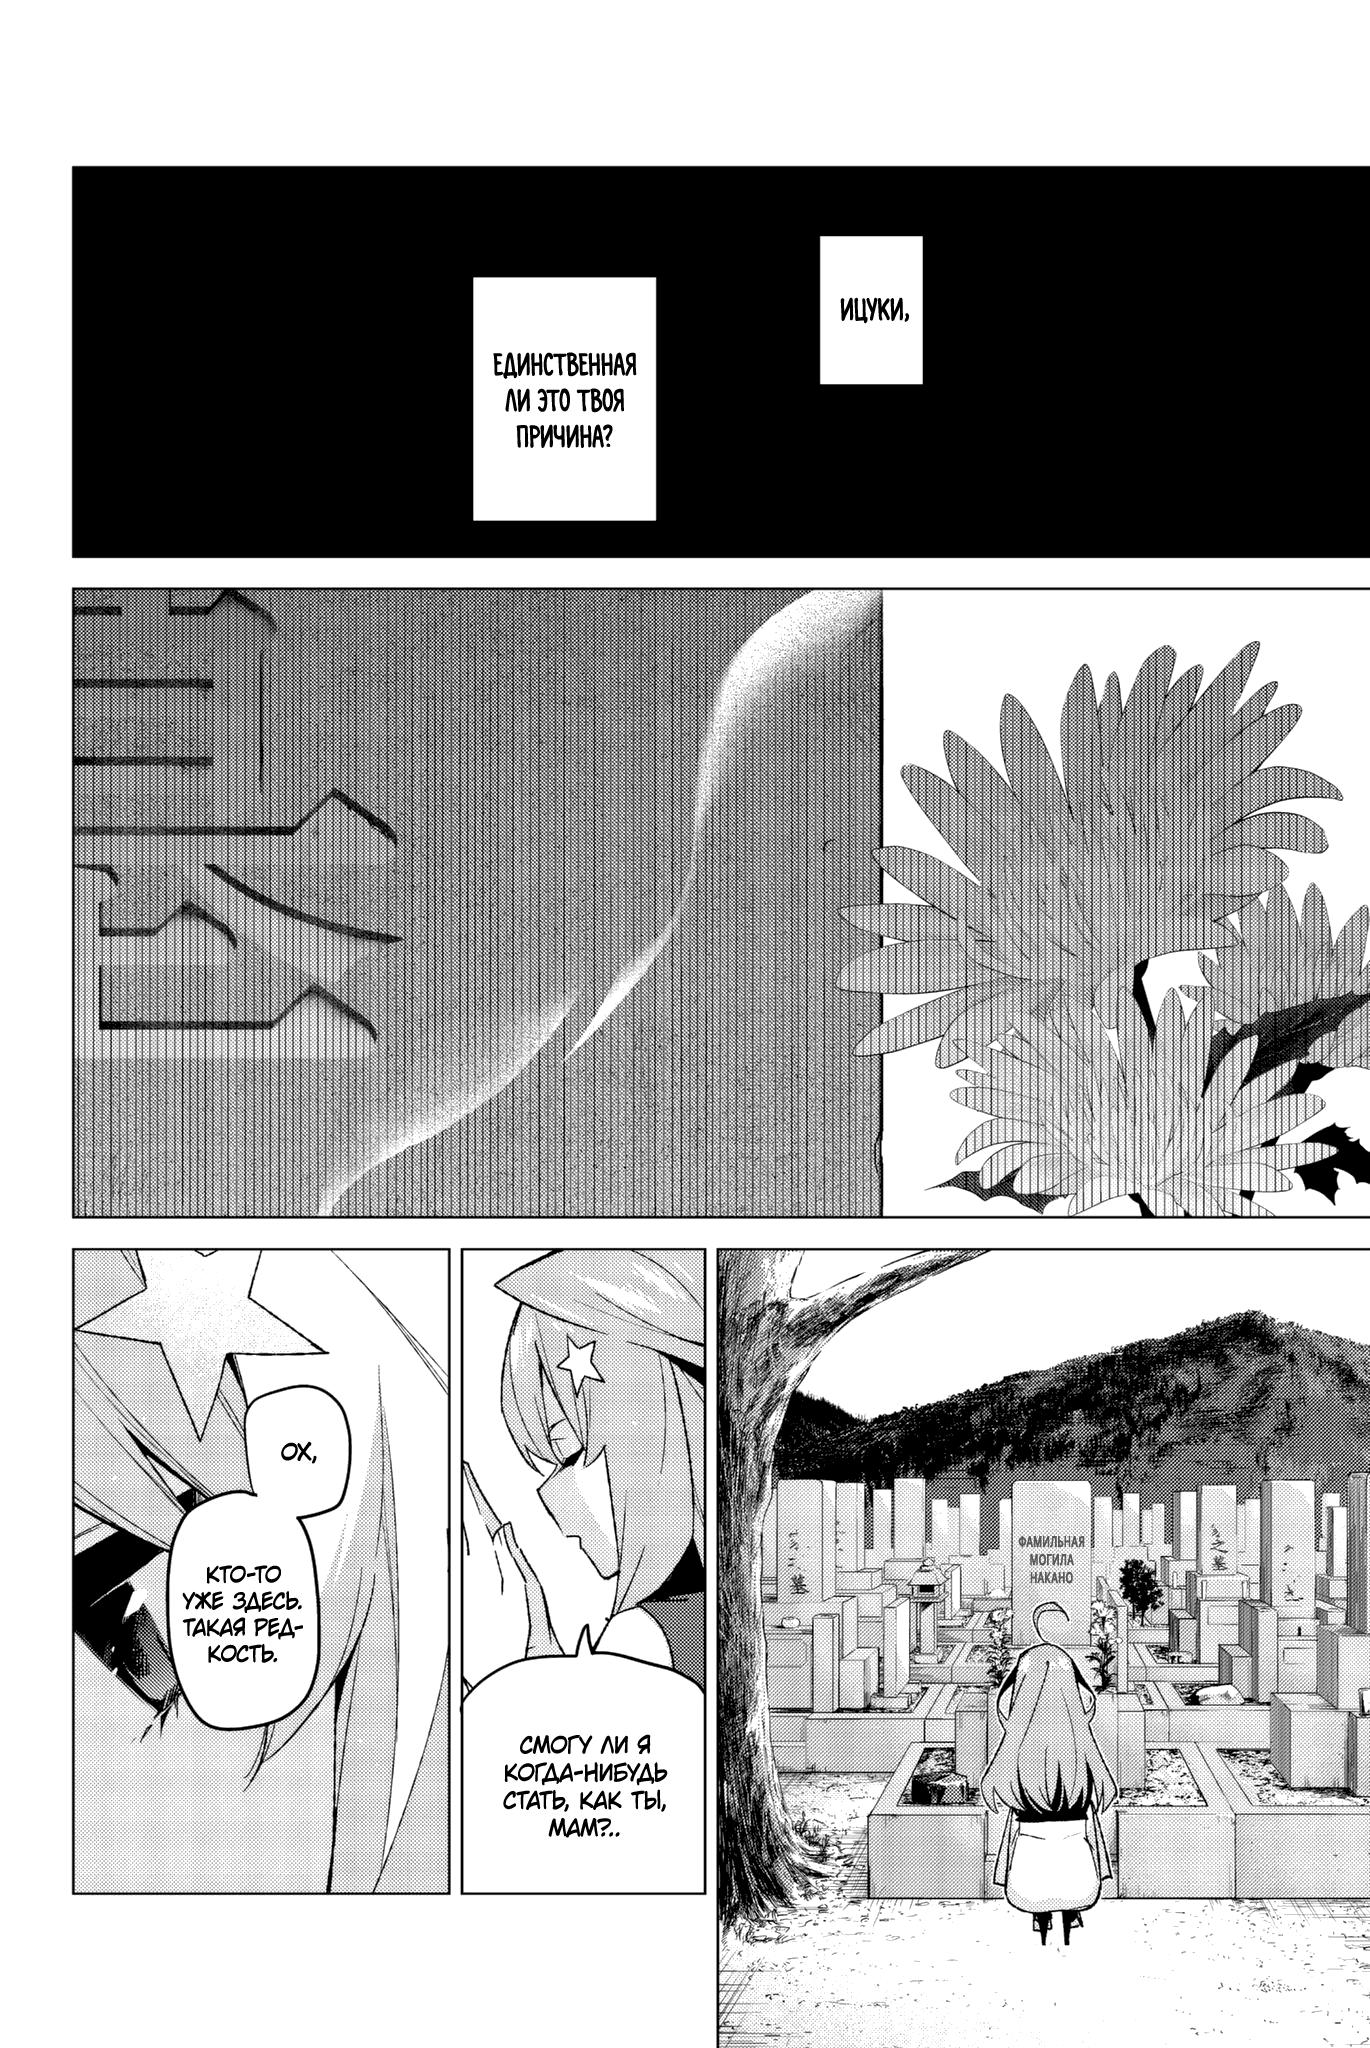 ИЦУКИ,
ЕДИНСТВЕННАЯ
ЛИ ЭТО ТВОЯ
ПРИЧИНА?
ФАМИЛЬНАЯ
МОГИЛА
НАКАНО
СМОГУ ЛИ Я
КОГДА-НИБУДЬ
СТАТЬ, КАК ТЫ,
МАМ?..
ОХ,
КТО-ТО
УЖЕ ЗДЕСЬ.
ТАКАЯ РЕД-
КОСТЬ.